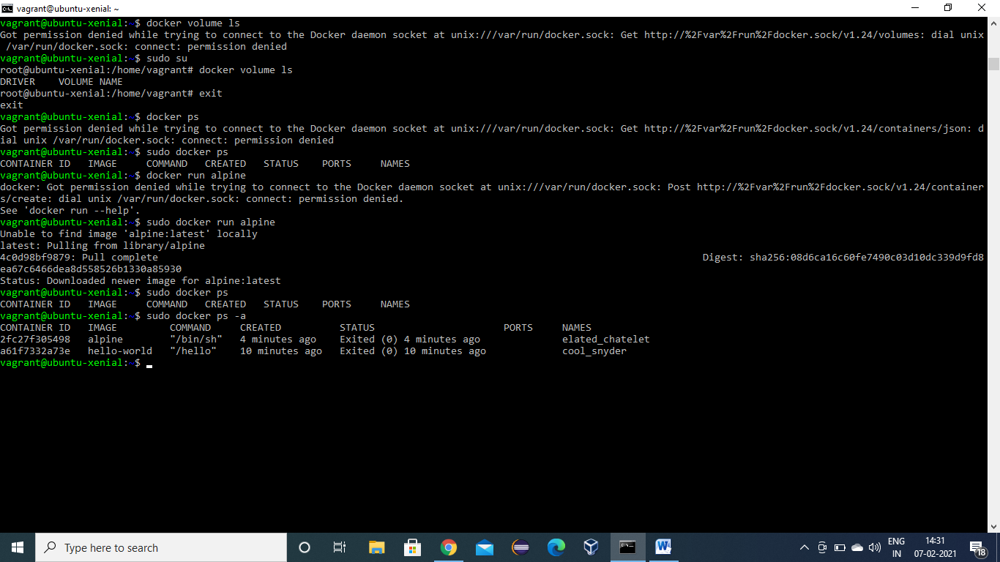 vagrant@ubuntu-xenial: ~
vagrant@ubuntu-xenial:~$ docker volume ls
Got permission denied while trying to connect to the Docker daemon socket at unix:///var/run/docker.sock: Get http://%2Fvar%2Frun%2Fdocker.sock/v1.24/volumes: dial unix
/var/run/docker.sock: connect: permission denied
vagrant@ubuntu-xenial:~$ sudo su
root@ubuntu-xenial:/home/vagrant# docker volume ls
DRIVER    VOLUME NAME
root@ubuntu-xenial:/home/vagrant# exit
exit
vagrant@ubuntu-xenial:~$ docker ps
Got permission denied while trying to connect to the Docker daemon socket at unix:///var/run/docker.sock: Get http://%2Fvar%2Frun%2Fdocker.sock/v1.24/containers/json: d
ial unix /var/run/docker.sock: connect: permission denied
vagrant@ubuntu-xenial:~$ sudo docker ps
CONTAINER ID   IMAGE     COMMAND   CREATED   STATUS    PORTS     NAMES
vagrant@ubuntu-xenial:~$ docker run alpine
docker: Got permission denied while trying to connect to the Docker daemon socket at unix:///var/run/docker.sock: Post http://%2Fvar%2Frun%2Fdocker.sock/v1.24/container
s/create: dial unix /var/run/docker.sock: connect: permission denied.
See 'docker run --help'.
vagrant@ubuntu-xenial:~$ sudo docker run alpine
Unable to find image 'alpine:latest' locally
latest: Pulling from library/alpine
4c0d98bf9879: Pull complete                                                                                             Digest: sha256:08d6ca16c60fe7490c03d10dc339d9fd8
ea67c6466dea8d558526b1330a85930
Status: Downloaded newer image for alpine:latest
vagrant@ubuntu-xenial:~$ sudo docker ps
CONTAINER ID   IMAGE     COMMAND   CREATED   STATUS    PORTS     NAMES
vagrant@ubuntu-xenial:~$ sudo docker ps -a
CONTAINER ID   IMAGE         COMMAND     CREATED          STATUS                      PORTS     NAMES
2fc27f305498   alpine        "/bin/sh"   4 minutes ago    Exited (0) 4 minutes ago              elated_chatelet
a61f7332a73e   hello-world   "/hello"    10 minutes ago   Exited (0) 10 minutes ago             cool_snyder
vagrant@ubuntu-xenial:~$
Type here to search
ENG
IN
14:31
07-02-2021
18